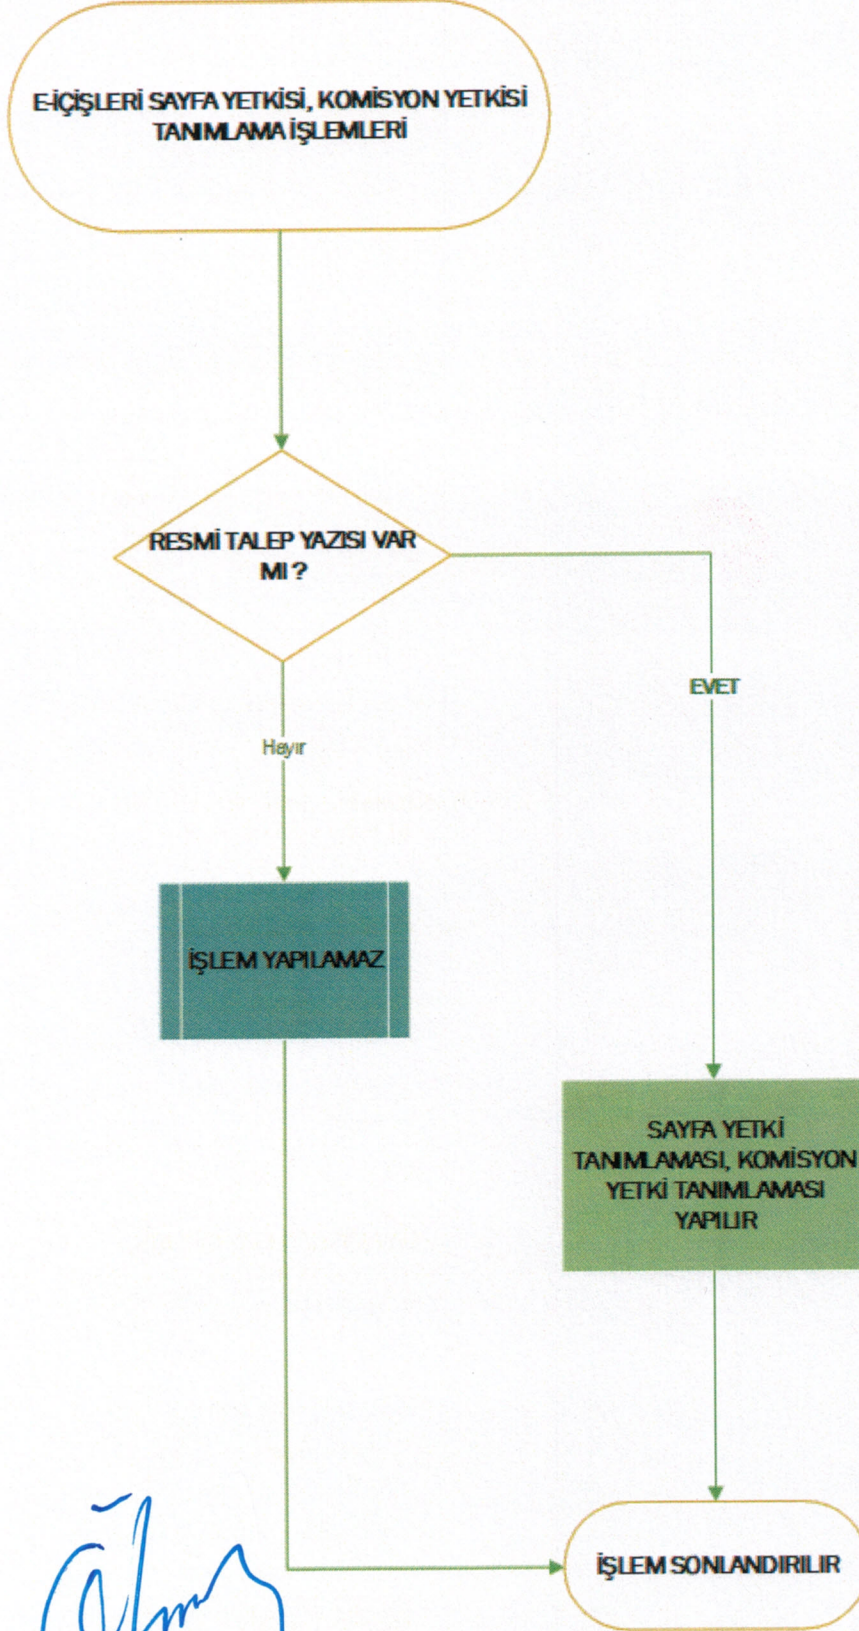 E-İÇİŞLERİ SAYFA YETKİSİ, KOMİSYON YETKİSİ
TANIMLAMA İŞLEMLERİ
RESMİ TALEP YAZISI VAR
MI ?
EVET
Hayır
İŞLEM YAPILAMAZ
SAYFA YETKİ
TANIMLAMASI, KOMİSYON
YETKİ TANIMLAMASI
YAPILIR
İŞLEM SONLANDIRILIR